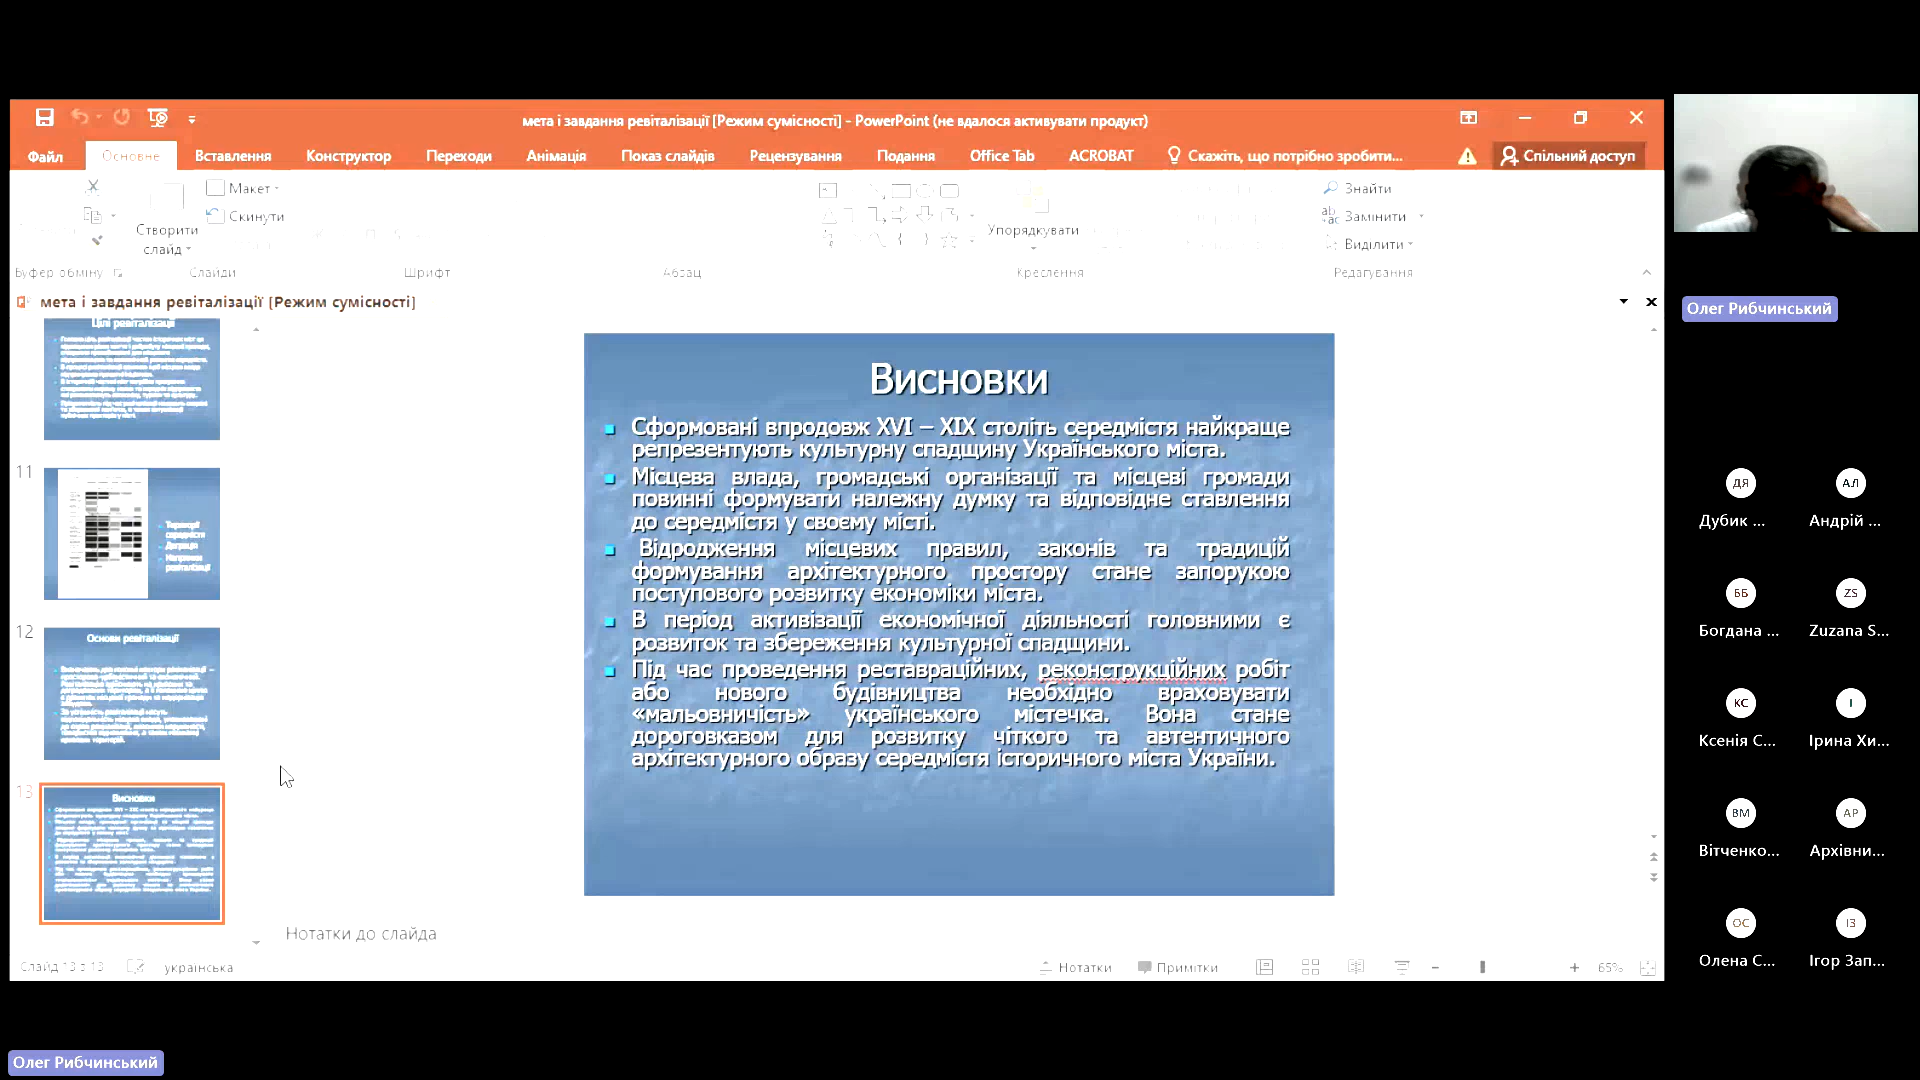 мета і завдання ревіталізації [Режим сумісності] - PowerPoint (не вдалося активувати продукт)
Файл Основне Вставлення Конструктор Переходи Анімація Показ слайдів Рецензування Подання Office Tab ACROBAT Скажіть, що потрібно зробити... Спільний доступ
Макет
Скинути
Створити
слайд
Упорядкувати
Знайти
Замінити
Виділити
Буфер обміну Слайди Шрифт Абзац Креслення Редагування
мета і завдання ревіталізації [Режим сумісності]
Цілі ревіталізації
11
12
Основи ревіталізації
13
Висновки
Висновки
Сформовані впродовж XVI – XIX століть середмістя найкраще
репрезентують культурну спадщину Українського міста.
Місцева влада, громадські організації та місцеві громади
повинні формувати належну думку та відповідне ставлення
до середмістя у своєму місті.
Відродження місцевих правил, законів та традицій
формування архітектурного простору стане запорукою
поступового розвитку економіки міста.
В період активізації економічної діяльності головними є
розвиток та збереження культурної спадщини.
Під час проведення реставраційних, реконструкційних робіт
або нового будівництва необхідно враховувати
«мальовничість» українського містечка. Вона стане
дороговказом для розвитку чіткого та автентичного
архітектурного образу середмістя історичного міста України.
Нотатки до слайда
Слайд 13 з 13 українська Нотатки Примітки 65%
Олег Рибчинський
ДЯ АЛ
Дубик ... Андрій ...
ББ ZS
Богдана ... Zuzana S...
КС І
Ксенія С... Ірина Хи...
ВМ АР
Вітченко... Архівни...
ОС ІЗ
Олена С... Ігор Зап...
Олег Рибчинський